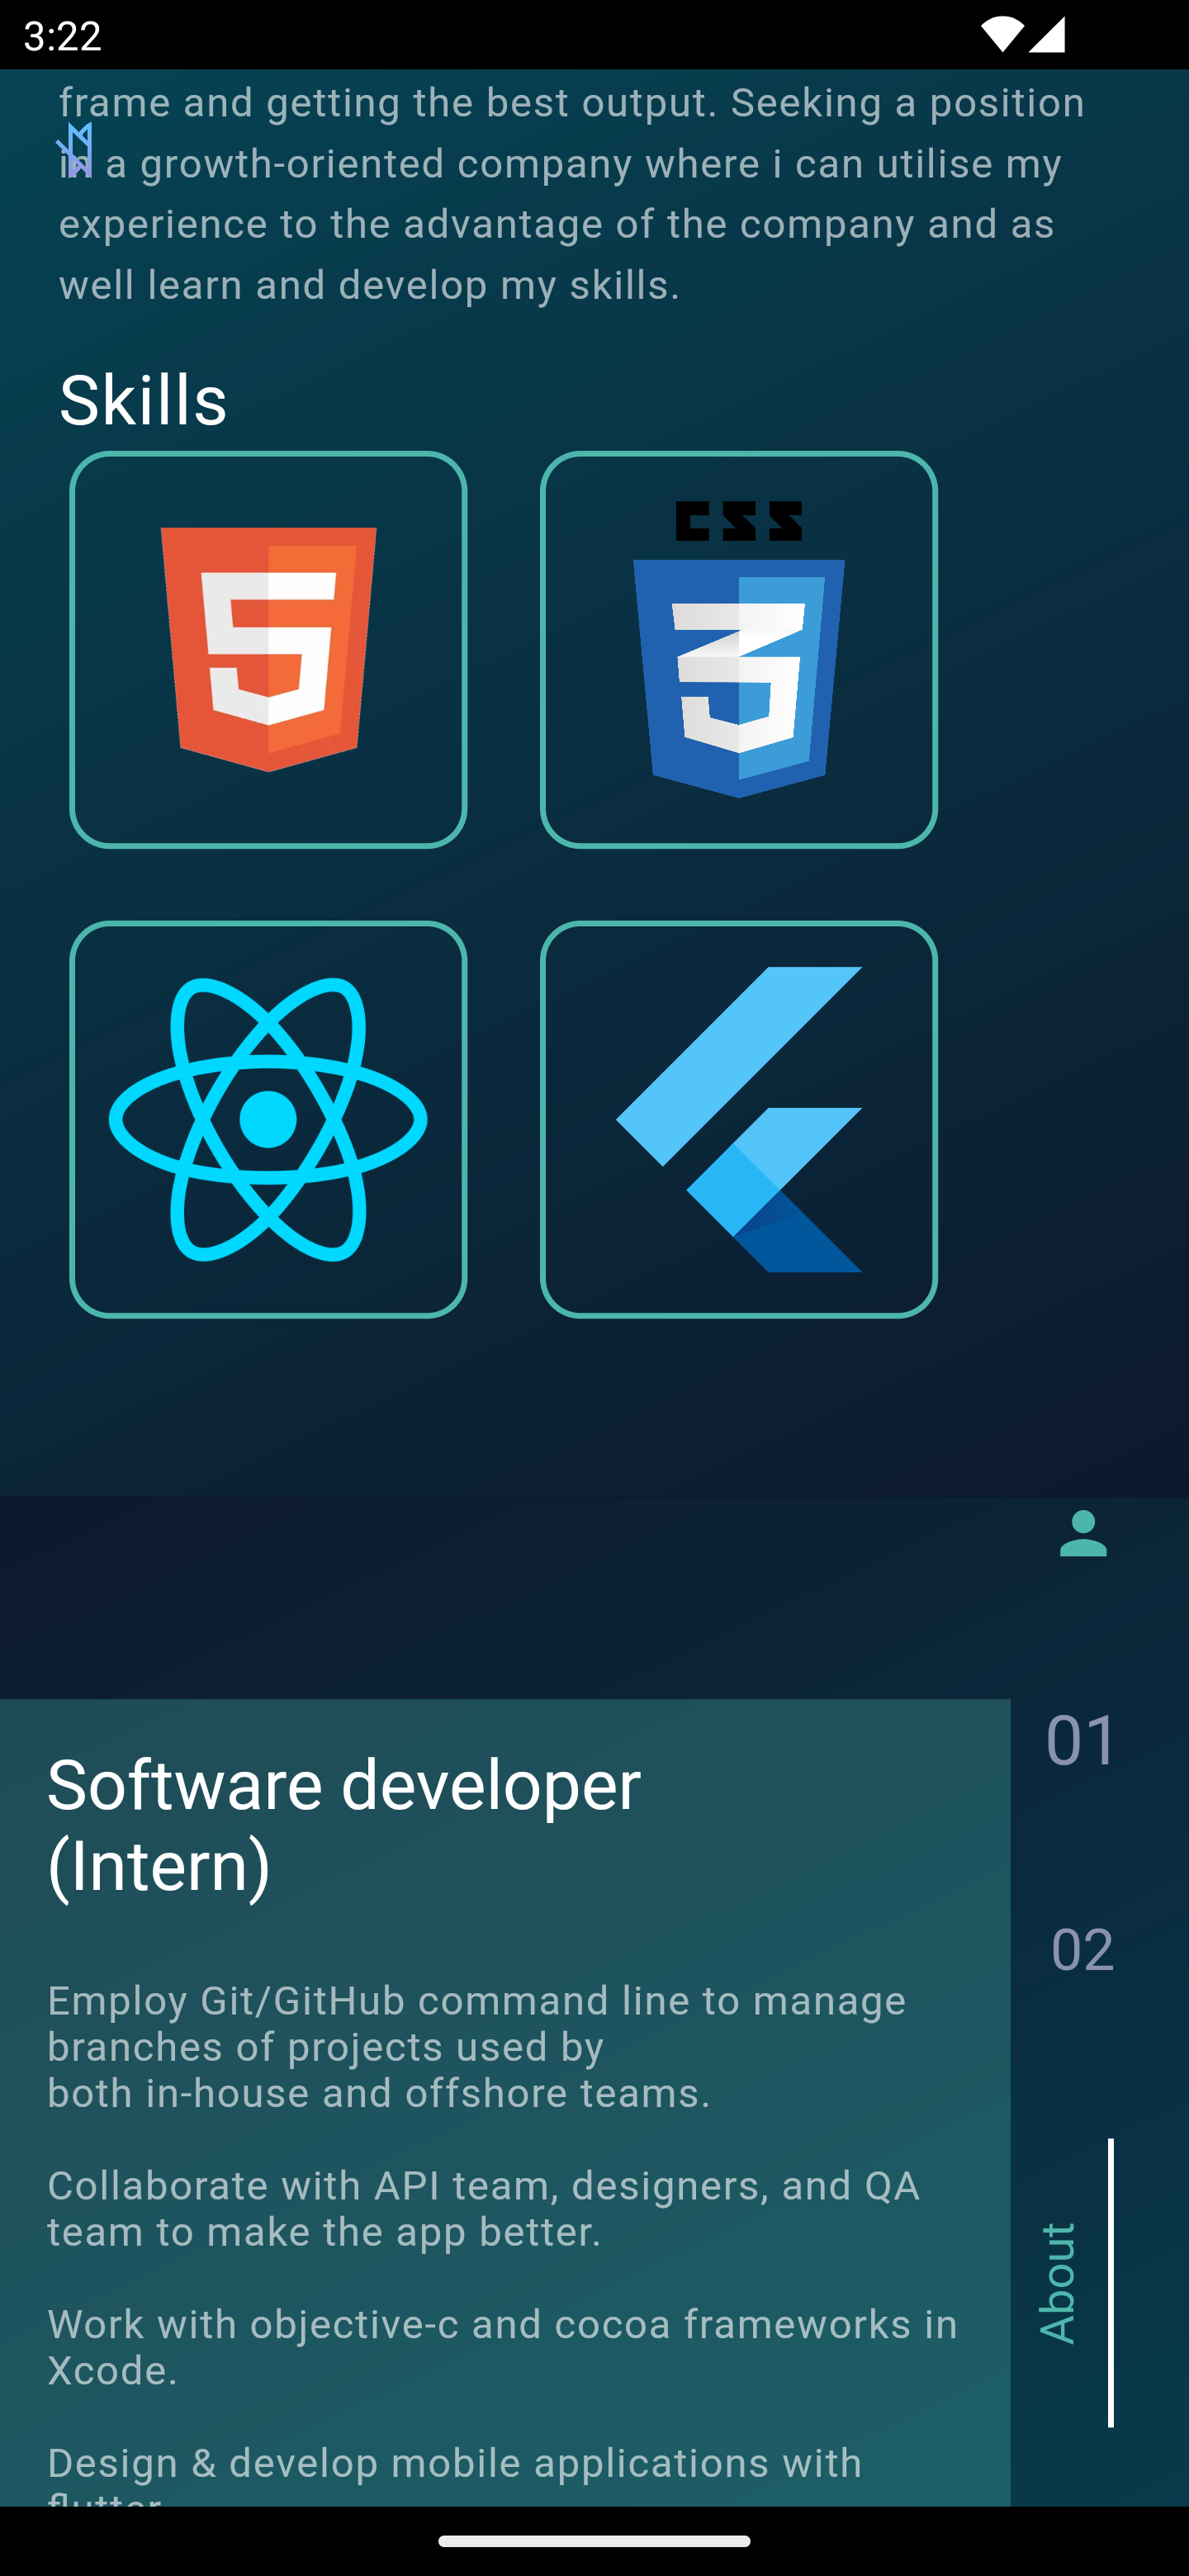 3:22
frame and getting the best output. Seeking a position
in a growth-oriented company where i can utilise my
experience to the advantage of the company and as
well learn and develop my skills.
Skills
CSS
5
3
01
Software developer
(Intern)
02
Employ Git/GitHub command line to manage
branches of projects used by
both in-house and offshore teams.
Collaborate with API team, designers, and QA
team to make the app better.
About
Work with objective-c and cocoa frameworks in
Xcode.
Design & develop mobile applications with